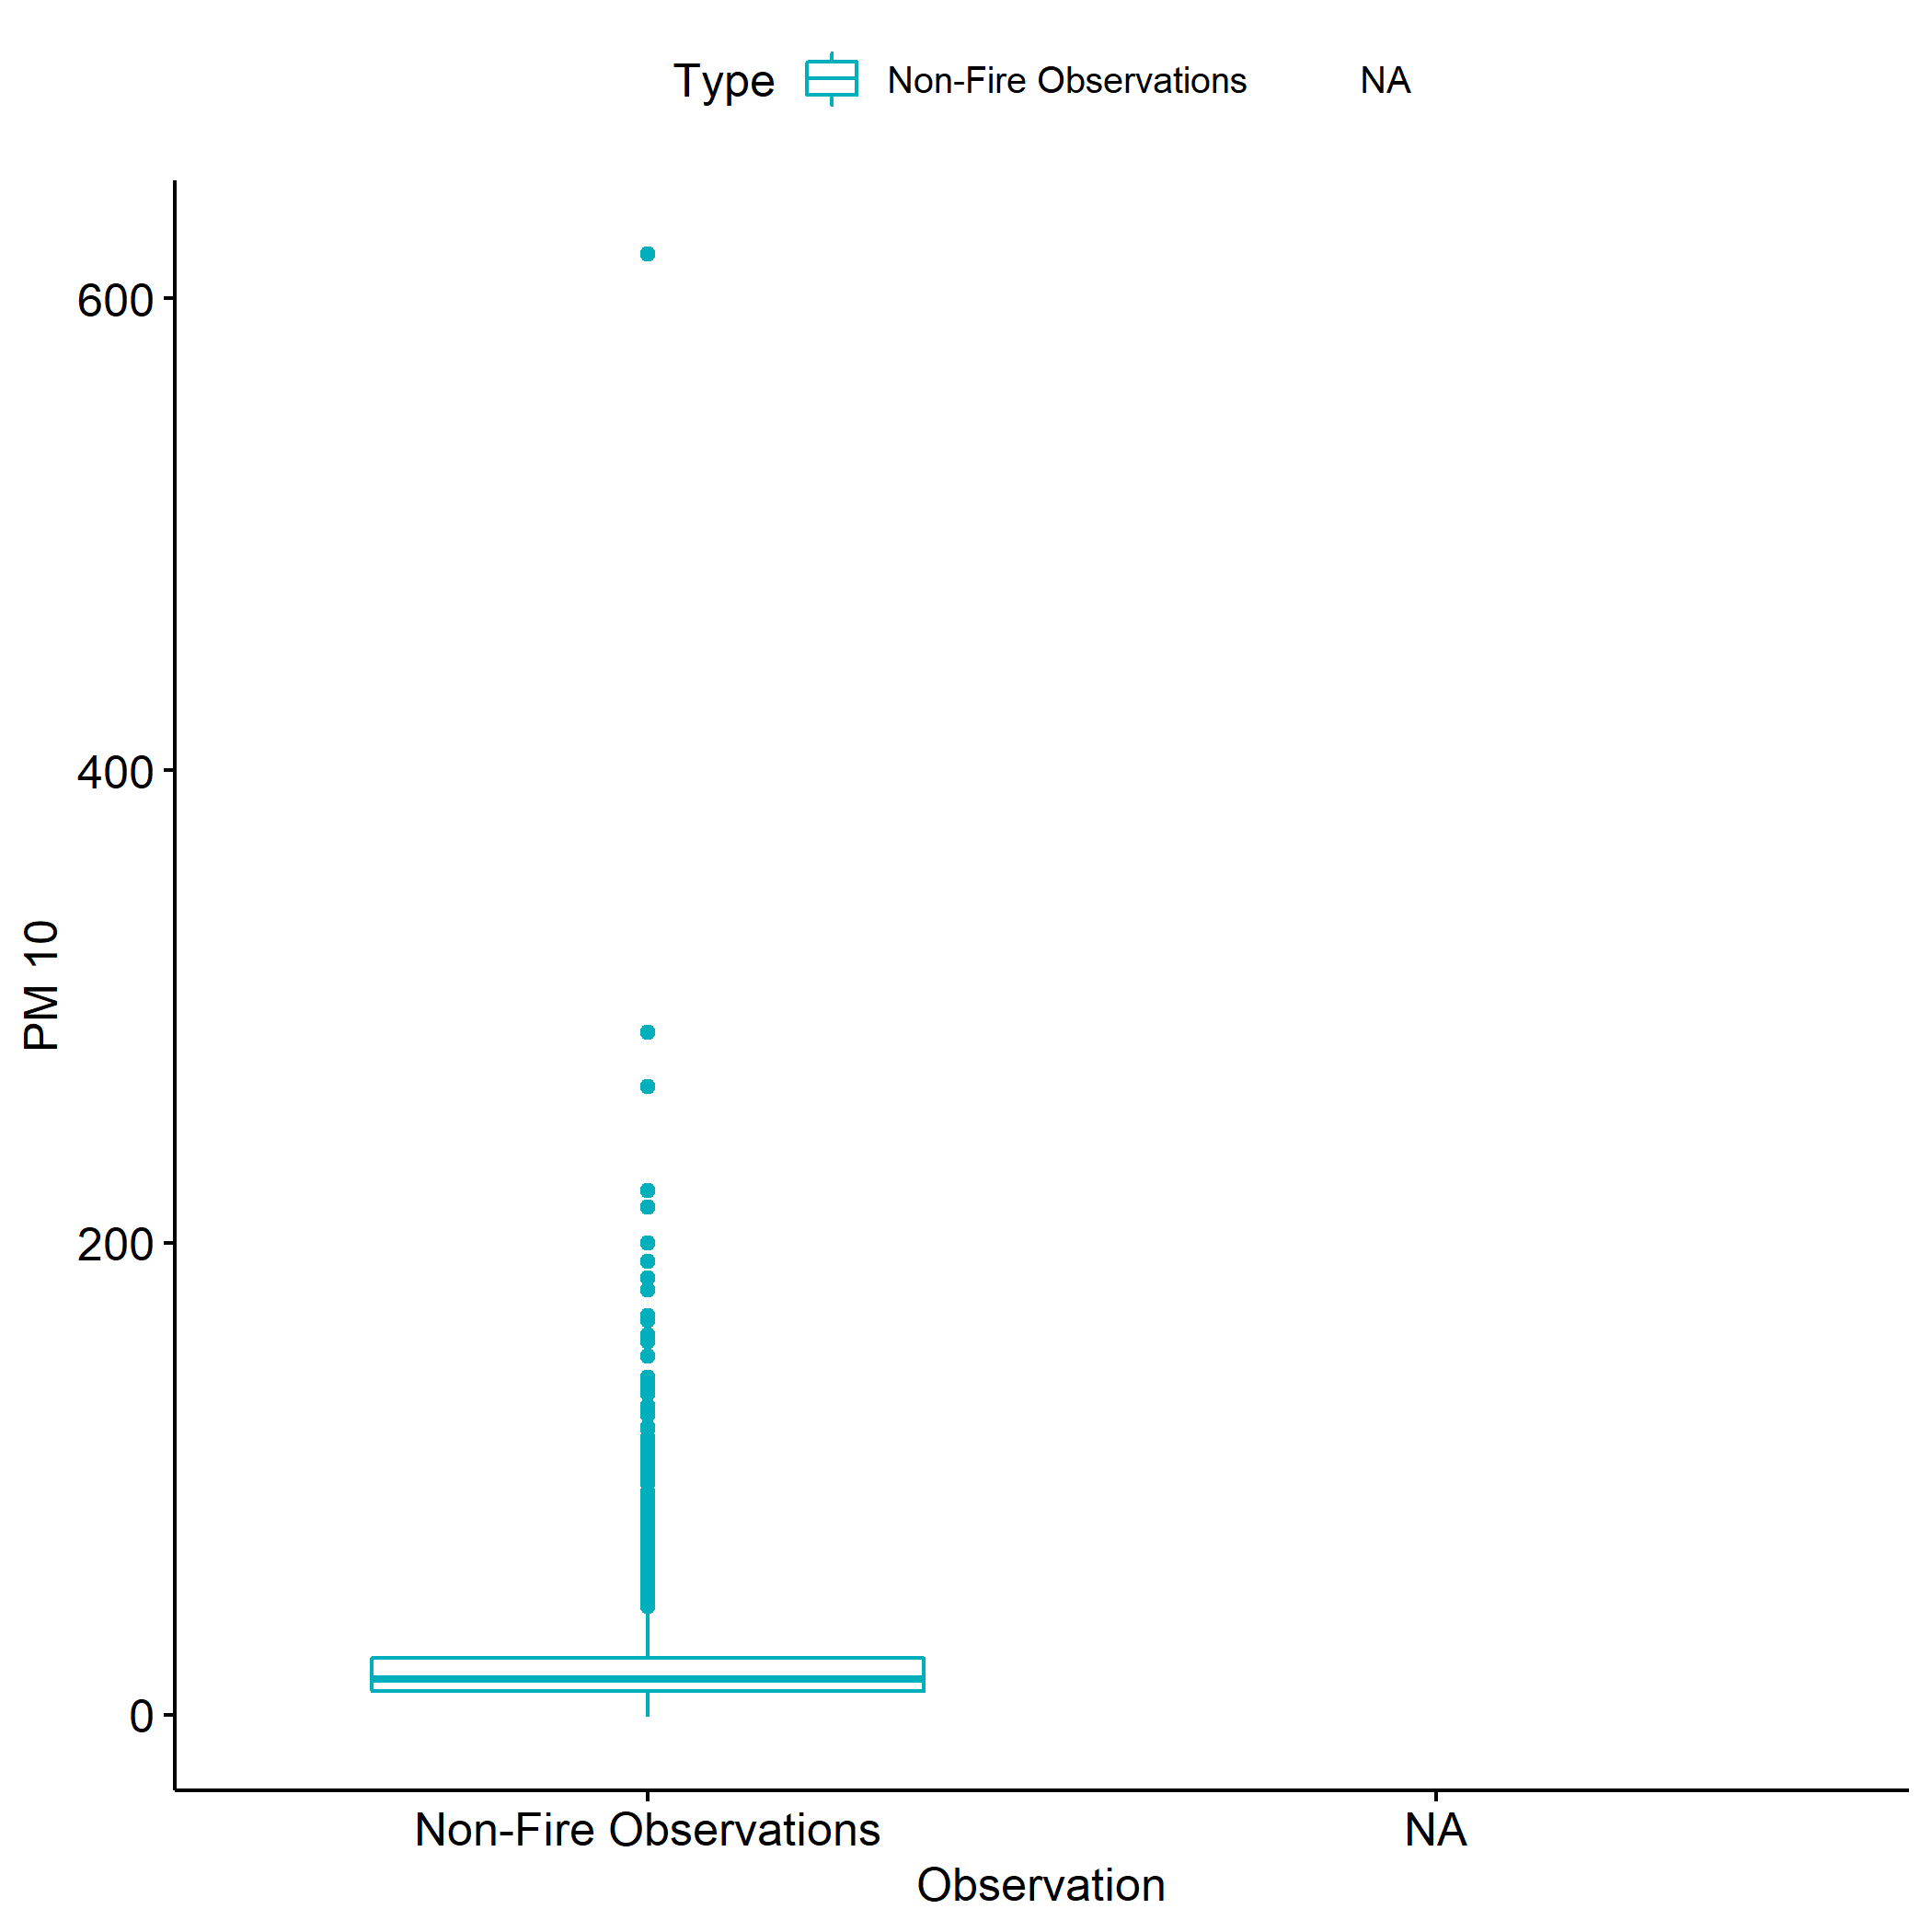 Type Non-Fire Observations NA
600
400
200
0
PM 10
Non-Fire Observations NA
Observation